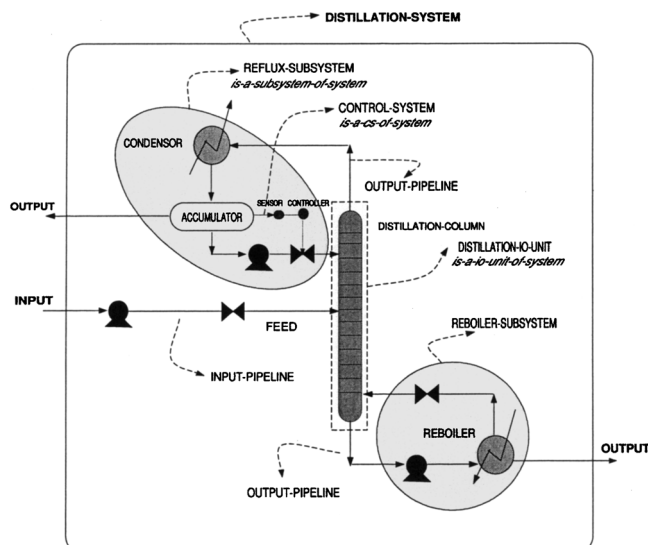 DISTILLATION-SYSTEM
REFLUX-SUBSYSTEM
is-a-subsystem-of-system
CONTROL-SYSTEM
is-a-cs-of-system
CONDENSOR
OUTPUT-PIPELINE
SENSOR CONTROLLER
OUTPUT
ACCUMULATOR
DISTILLATION-COLUMN
DISTILLATION-IO-UNIT
is-a-io-unit-of-system
INPUT
FEED
REBOILER-SUBSYSTEM
INPUT-PIPELINE
REBOILER
OUTPUT
OUTPUT-PIPELINE